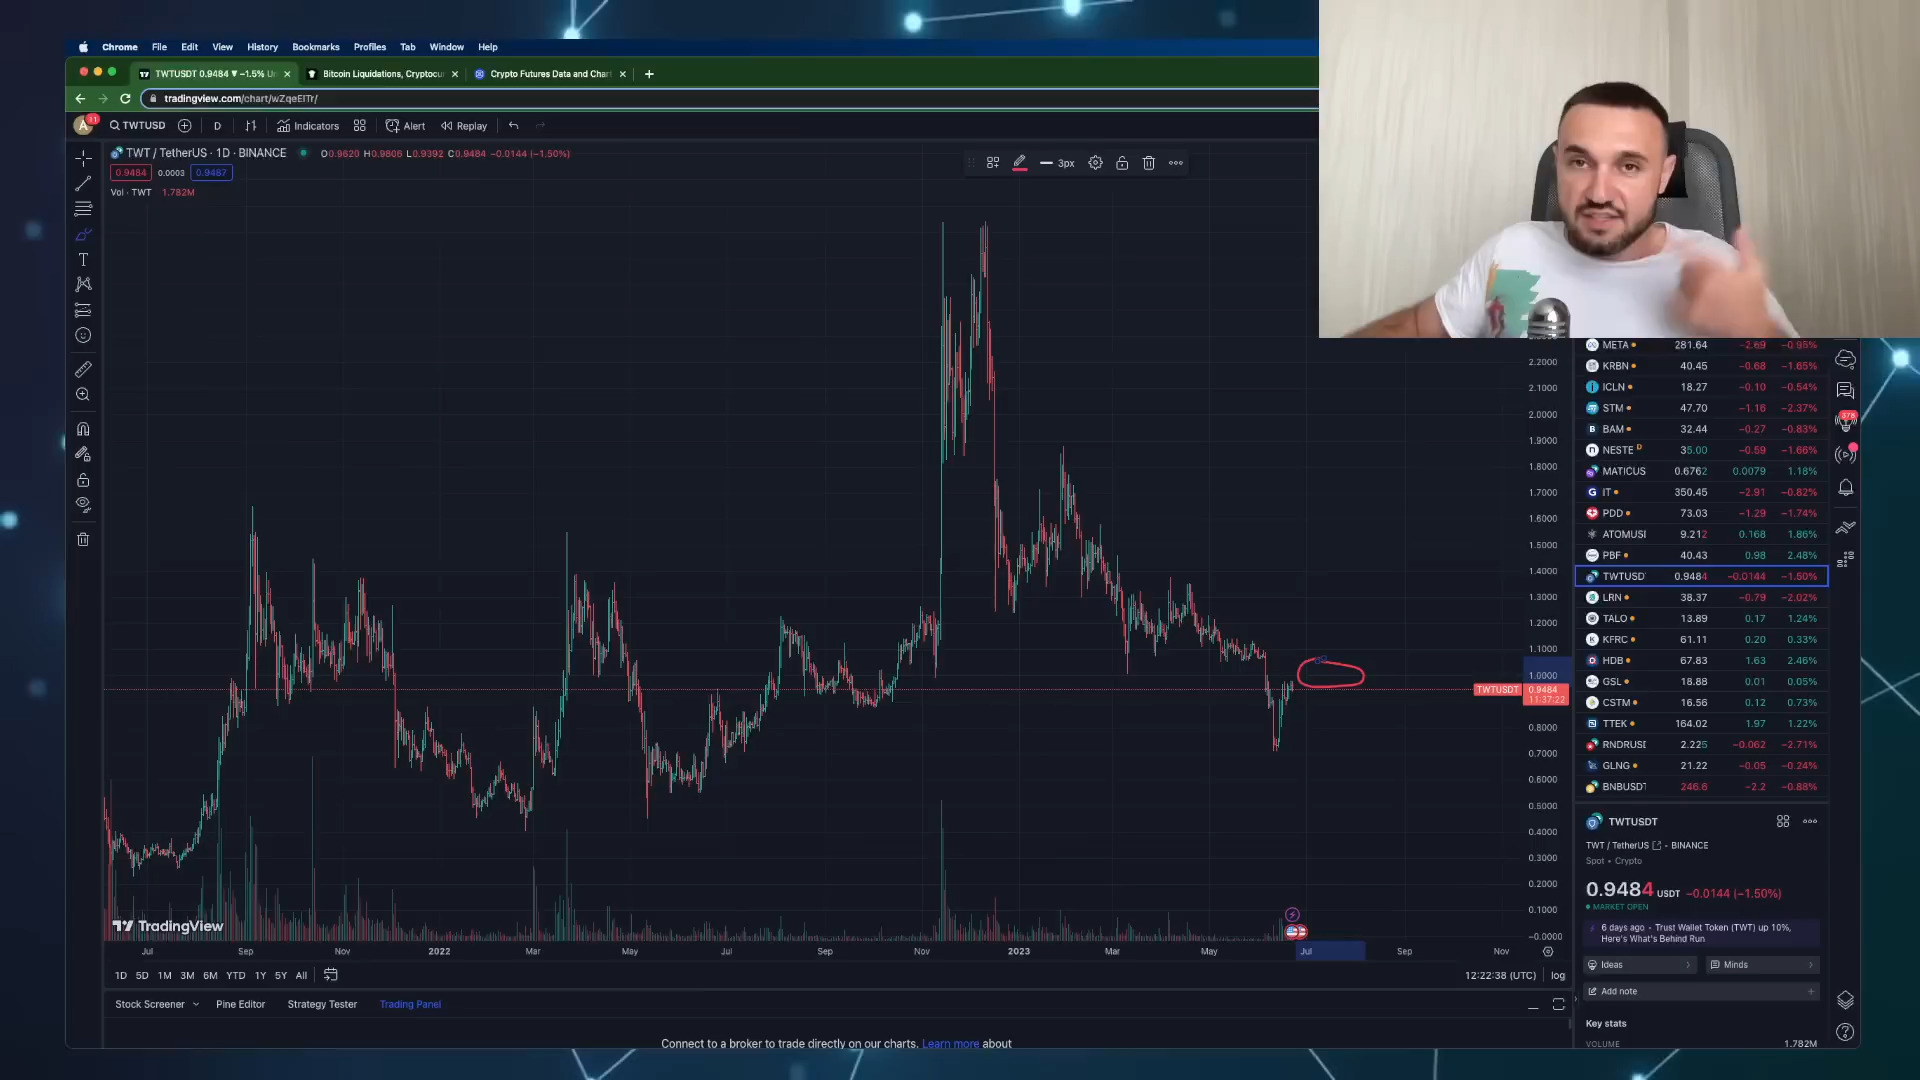 Chrome File Edit View History Bookmarks Profiles Tab Window Help
TWTUSDT 0.9484 ▼ −1.5% Un
Bitcoin Liquidations, Cryptocur
Crypto Futures Data and Chart
tradingview.com/chart/wZqeEITr/
A 11 TWTUSD D Indicators Alert Replay
TWT / TetherUS · 1D · BINANCE O0.9620 H0.9806 L0.9392 C0.9484 −0.0144 (−1.50%)
3px
0.9484 0.0003 0.9487
Vol · TWT 1.782M
2.2000
2.1000
2.0000
1.9000
1.8000
1.7000
1.6000
1.5000
1.4000
1.3000
1.2000
1.1000
1.0000
TWTUSDT 0.9484
11:37:22
0.8000
0.7000
0.6000
0.5000
0.4000
0.3000
0.2000
0.1000
−0.0000
TradingView
Jul Sep Nov 2022 Mar May Jul Sep Nov 2023 Mar May Jul Sep Nov
1D 5D 1M 3M 6M YTD 1Y 5Y All
12:22:38 (UTC) log
Stock Screener Pine Editor Strategy Tester Trading Panel
Connect to a broker to trade directly on our charts. Learn more about
META 281.64 −2.69 −0.95%
KRBN 40.45 −0.68 −1.65%
ICLN 18.27 −0.10 −0.54%
STM 47.70 −1.16 −2.37%
BAM 32.44 −0.27 −0.83%
NESTE D 35.00 −0.59 −1.66%
MATICUS 0.6762 0.0079 1.18%
IT 350.45 −2.91 −0.82%
PDD 73.03 −1.29 −1.74%
ATOMUSI 9.212 0.168 1.86%
PBF 40.43 0.98 2.48%
TWTUSD 0.9484 −0.0144 −1.50%
LRN 38.37 −0.79 −2.02%
TALO 13.89 0.17 1.24%
KFRC 61.11 0.20 0.33%
HDB 67.83 1.63 2.46%
GSL 18.88 0.01 0.05%
CSTM 16.56 0.12 0.73%
TTEK 164.02 1.97 1.22%
RNDRUSI 2.225 −0.062 −2.71%
GLNG 21.22 −0.05 −0.24%
BNBUSDT 246.6 −2.2 −0.88%
378
TWTUSDT
TWT / TetherUS · BINANCE
Spot • Crypto
0.9484 USDT −0.0144 (−1.50%)
MARKET OPEN
6 days ago • Trust Wallet Token (TWT) up 10%,
Here's What's Behind Run
Ideas Minds
Add note
Key stats
VOLUME 1.782M